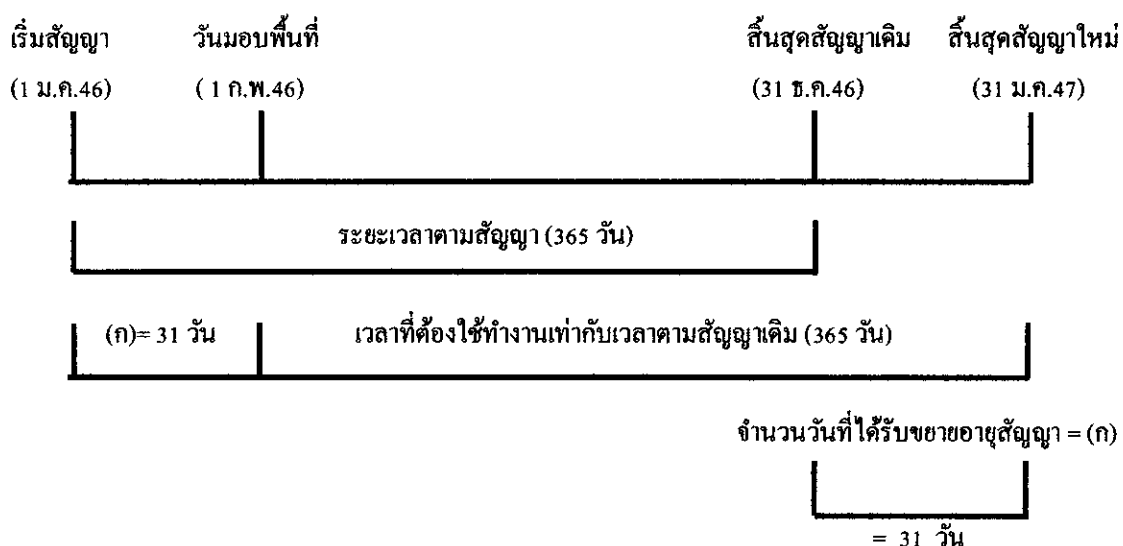 เริ่มสัญญา วันมอบพื้นที่ สิ้นสุดสัญญาเดิม สิ้นสุดสัญญาใหม่
(1 ม.ค.46) ( 1 ก.พ.46) (31 ธ.ค.46) (31 ม.ค.47)
ระยะเวลาตามสัญญา (365 วัน)
(ก)= 31 วัน เวลาที่ต้องใช้ทำงานเท่ากับเวลาตามสัญญาเดิม (365 วัน)
จำนวนวันที่ได้รับขยายอายุสัญญา = (ก)
= 31 วัน